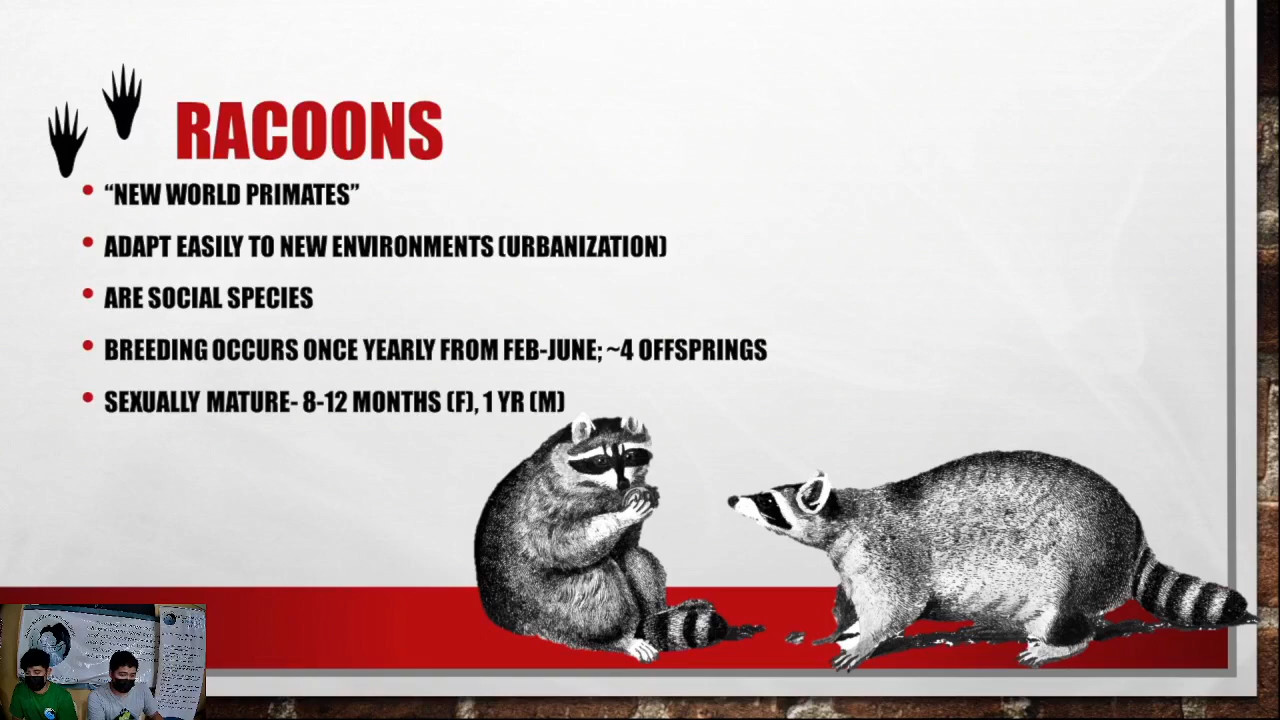 RACOONS
“NEW WORLD PRIMATES”
ADAPT EASILY TO NEW ENVIRONMENTS (URBANIZATION)
ARE SOCIAL SPECIES
BREEDING OCCURS ONCE YEARLY FROM FEB-JUNE; ~4 OFFSPRINGS
SEXUALLY MATURE- 8-12 MONTHS (F), 1 YR (M)